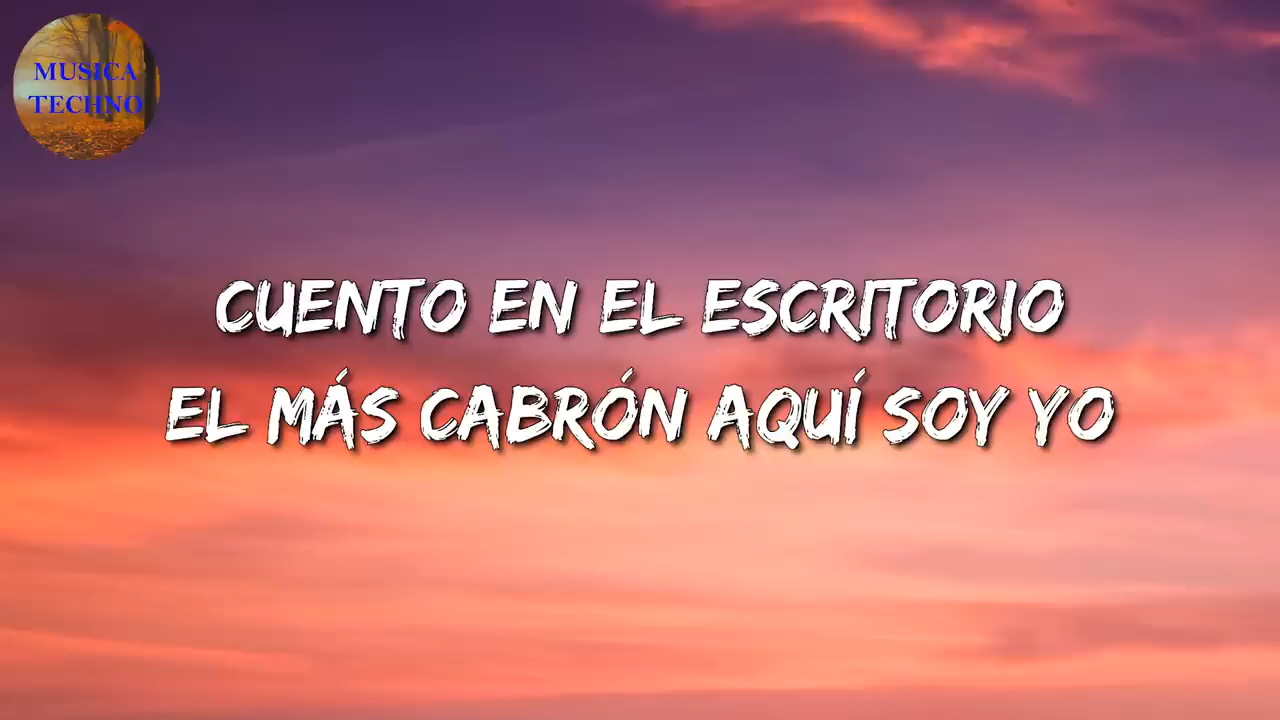 MUSICA
TECHNO
CUENTO EN EL ESCRITORIO
EL MÁS CABRÓN AQUÍ SOY YO